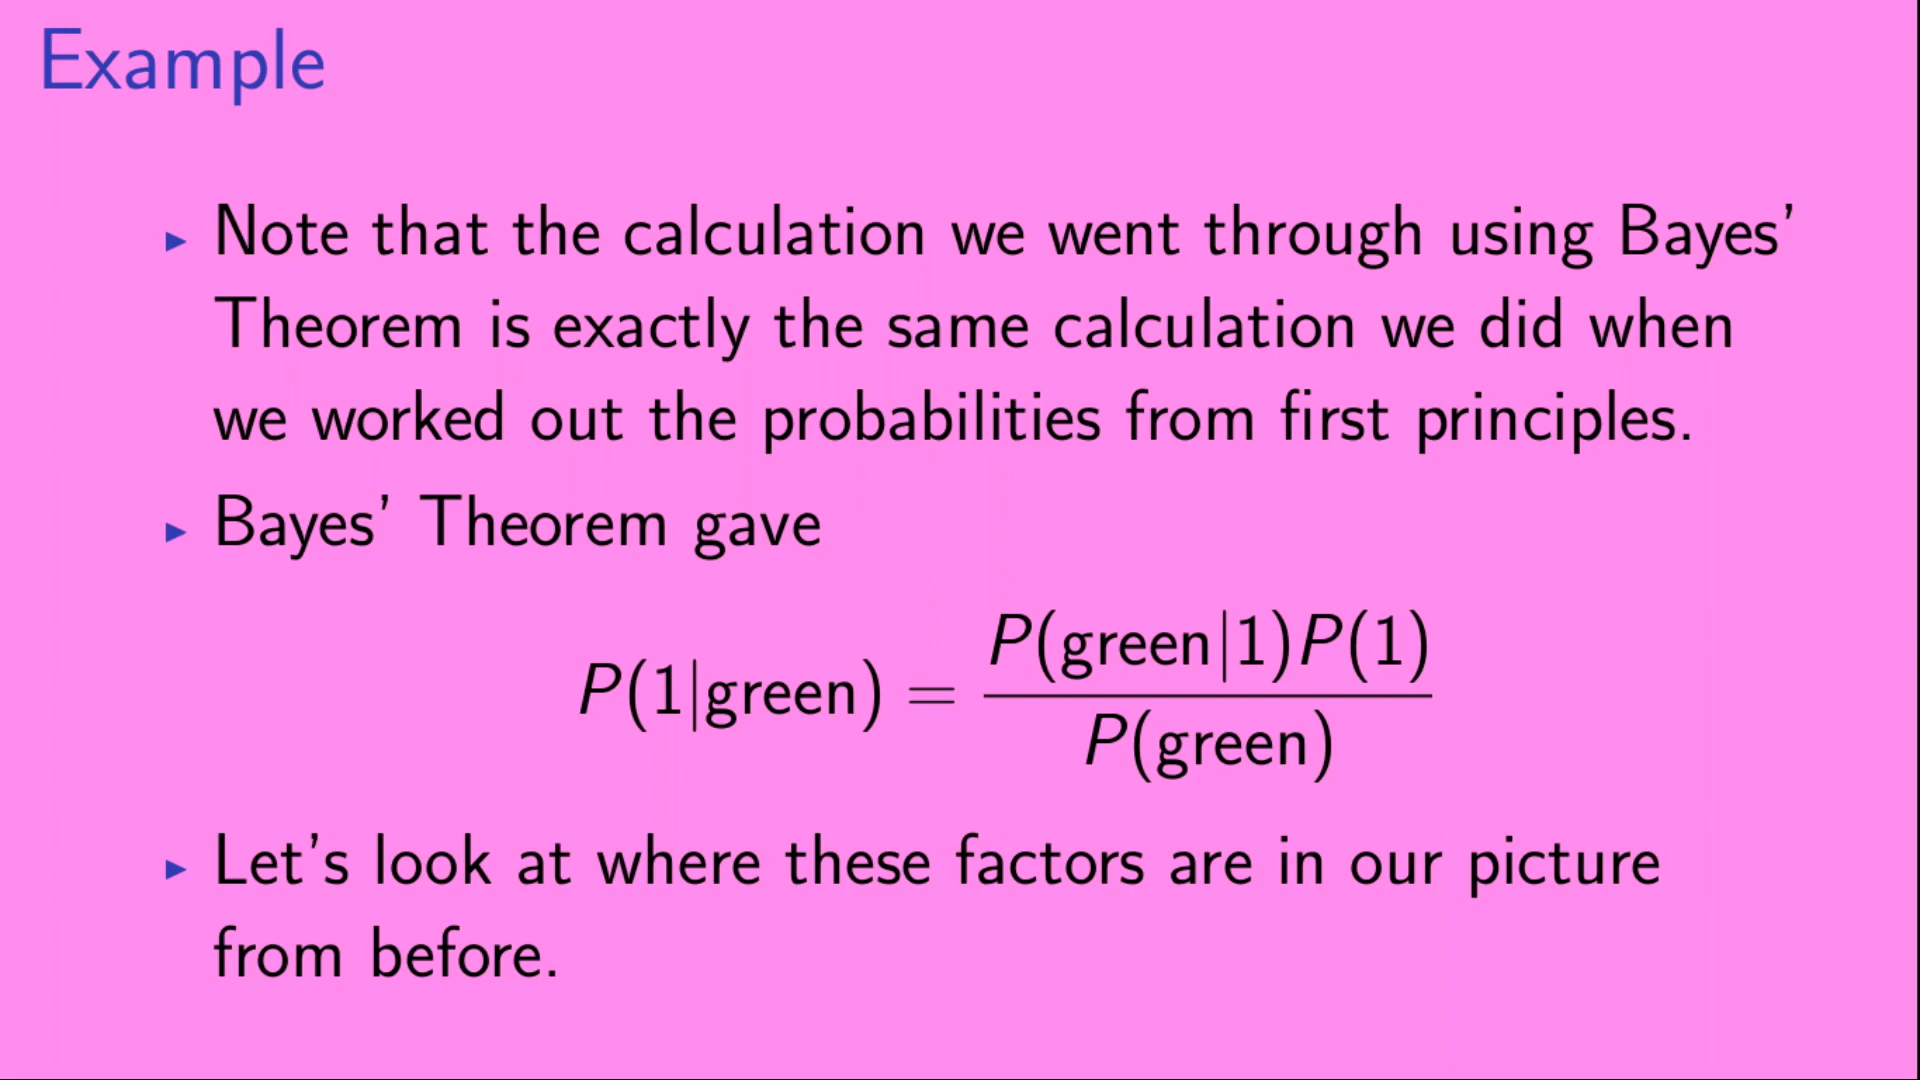 Example
▶ Note that the calculation we went through using Bayes’
Theorem is exactly the same calculation we did when
we worked out the probabilities from first principles.
▶ Bayes’ Theorem gave
P(1|green) = P(green|1)P(1) / P(green)
▶ Let’s look at where these factors are in our picture
from before.